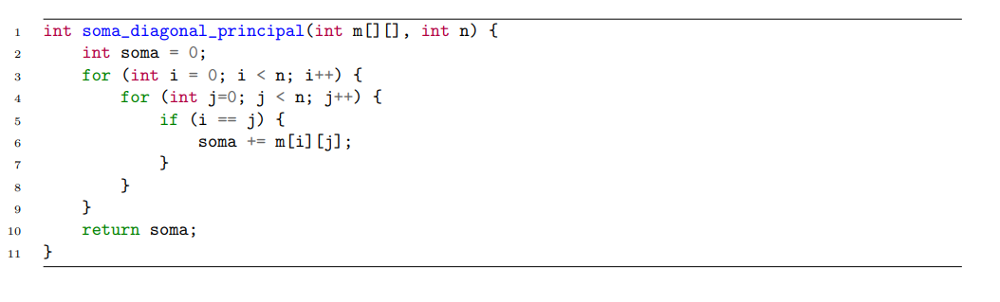 1 int soma_diagonal_principal(int m[][], int n) {
2     int soma = 0;
3     for (int i = 0; i < n; i++) {
4         for (int j=0; j < n; j++) {
5             if (i == j) {
6                 soma += m[i][j];
7             }
8         }
9     }
10     return soma;
11 }